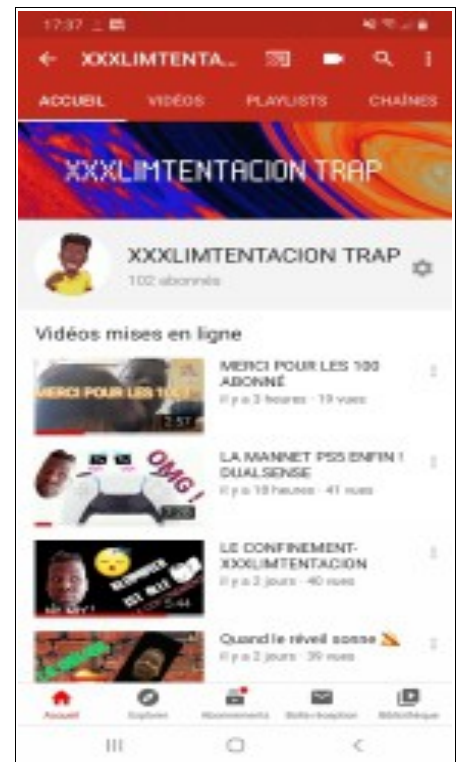 17:37
XXXLIMTENTA...
ACCUEIL VIDÉOS PLAYLISTS CHAÎNES
XXXLIMTENTACION TRAP
XXXLIMTENTACION TRAP
102 abonnés
Vidéos mises en ligne
MERCI POUR LES 100
ABONNÉ
il y a 3 heures · 19 vues
MERCI POUR LES 100
2:57
LA MANNET PS5 ENFIN !
DUALSENSE
il y a 18 heures · 41 vues
OMG !
7:20
LE CONFINEMENT-
XXXLIMTENTACION
il y a 2 jours · 40 vues
5:44
Quand le réveil sonne
il y a 2 jours · 39 vues
Accueil Explorer Abonnements Boîte réception Bibliothèque